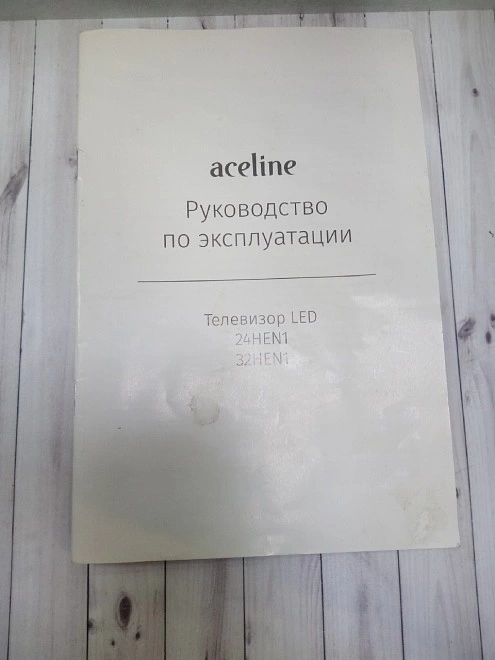 aceline
Руководство
по эксплуатации
Телевизор LED
24HEN1
32HEN1